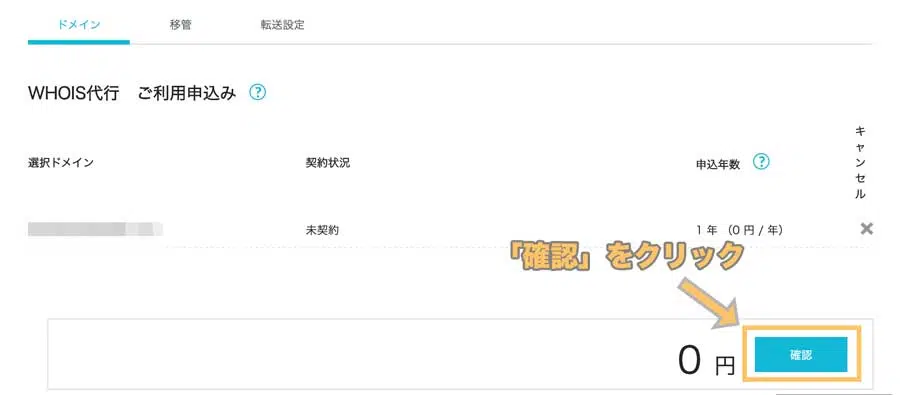 ドメイン 移管 転送設定
WHOIS代行 ご利用申込み ?
選択ドメイン 契約状況 申込年数 ? キャンセル
未契約 1 年 （0 円 / 年）
「確認」をクリック
0 円 確認